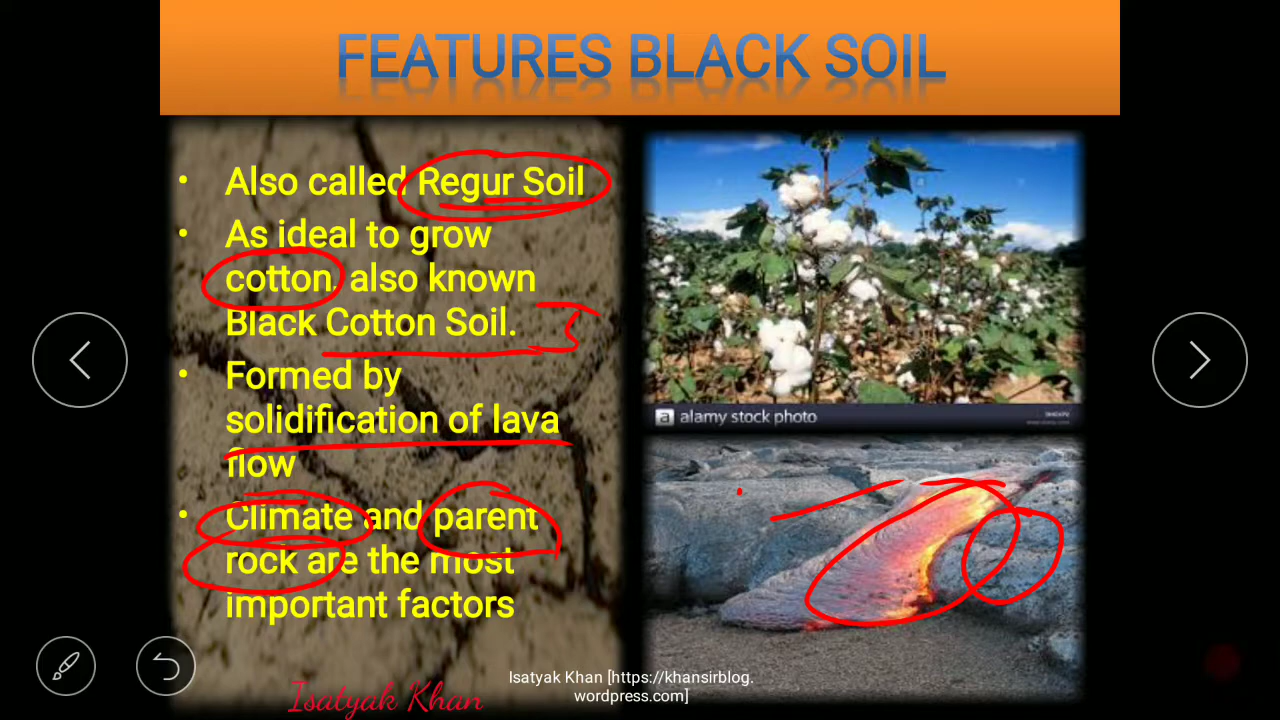 FEATURES BLACK SOIL
• Also called Regur Soil
• As ideal to grow
cotton, also known
Black Cotton Soil.
• Formed by
solidification of lava
flow
• Climate and parent
rock are the most
important factors
a alamy stock photo
Isatyak Khan
Isatyak Khan [https://khansirblog.
wordpress.com]